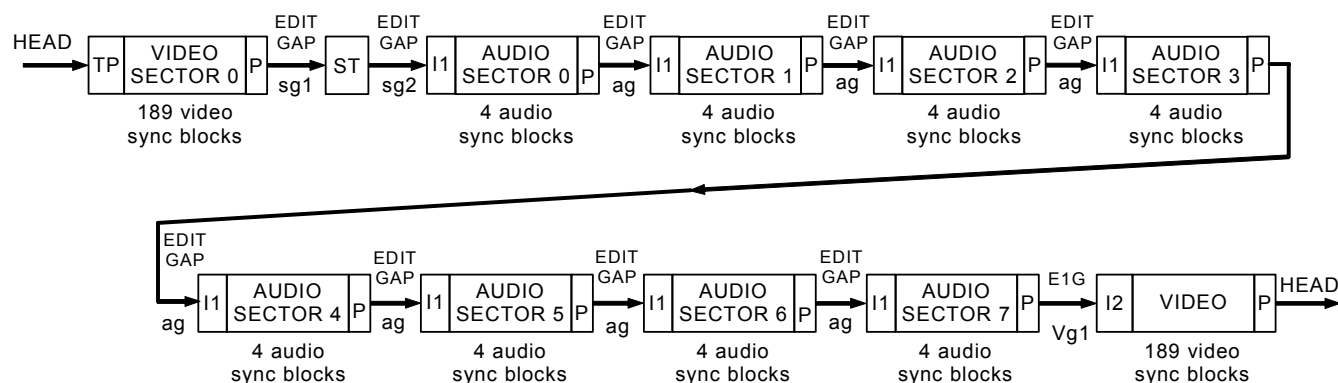 HEAD
TP
VIDEO
SECTOR 0
P
EDIT
GAP
sg1
ST
EDIT
GAP
sg2
I1
AUDIO
SECTOR 0
P
EDIT
GAP
ag
I1
AUDIO
SECTOR 1
P
EDIT
GAP
ag
I1
AUDIO
SECTOR 2
P
EDIT
GAP
ag
I1
AUDIO
SECTOR 3
P
189 video
sync blocks
4 audio
sync blocks
4 audio
sync blocks
4 audio
sync blocks
4 audio
sync blocks
EDIT
GAP
ag
I1
AUDIO
SECTOR 4
P
EDIT
GAP
ag
I1
AUDIO
SECTOR 5
P
EDIT
GAP
ag
I1
AUDIO
SECTOR 6
P
EDIT
GAP
ag
I1
AUDIO
SECTOR 7
P
E1G
Vg1
I2
VIDEO
P
HEAD
4 audio
sync blocks
4 audio
sync blocks
4 audio
sync blocks
4 audio
sync blocks
189 video
sync blocks